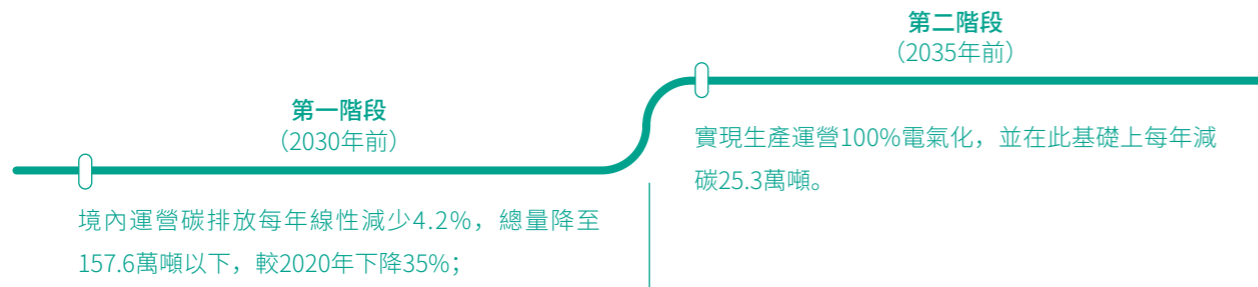 第一階段
（2030年前）
境內運營碳排放每年線性減少4.2%，總量降至
157.6萬噸以下，較2020年下降35%；
第二階段
（2035年前）
實現生產運營100%電氣化，並在此基礎上每年減
碳25.3萬噸。